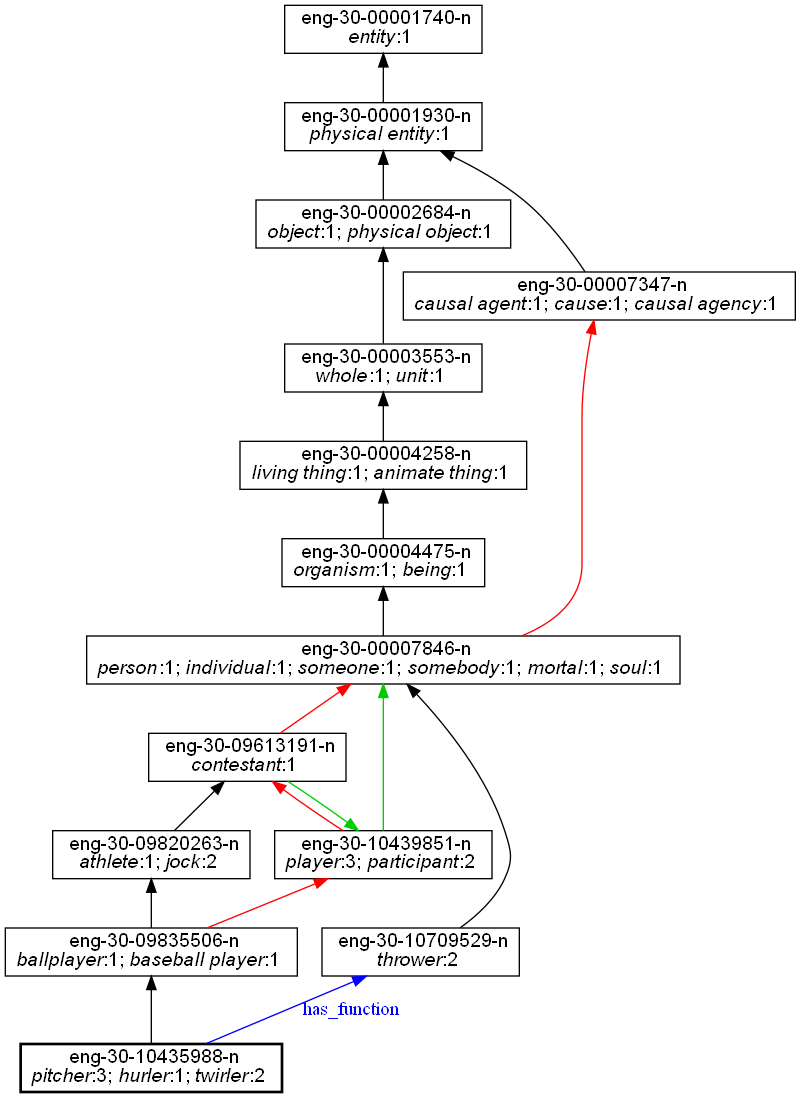 eng-30-00001740-n
entity:1
eng-30-00001930-n
physical entity:1
eng-30-00002684-n
object:1; physical object:1
eng-30-00007347-n
causal agent:1; cause:1; causal agency:1
eng-30-00003553-n
whole:1; unit:1
eng-30-00004258-n
living thing:1; animate thing:1
eng-30-00004475-n
organism:1; being:1
eng-30-00007846-n
person:1; individual:1; someone:1; somebody:1; mortal:1; soul:1
eng-30-09613191-n
contestant:1
eng-30-09820263-n
athlete:1; jock:2
eng-30-10439851-n
player:3; participant:2
eng-30-09835506-n
ballplayer:1; baseball player:1
eng-30-10709529-n
thrower:2
has_function
eng-30-10435988-n
pitcher:3; hurler:1; twirler:2